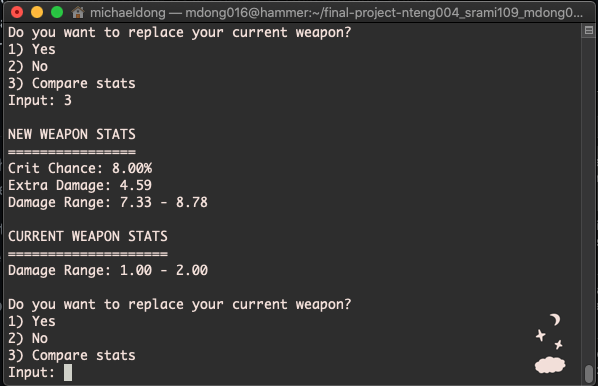 michaeldong — mdong016@hammer:~/final-project-nteng004_srami109_mdong0...
Do you want to replace your current weapon?
1) Yes
2) No
3) Compare stats
Input: 3
NEW WEAPON STATS
================
Crit Chance: 8.00%
Extra Damage: 4.59
Damage Range: 7.33 - 8.78
CURRENT WEAPON STATS
====================
Damage Range: 1.00 - 2.00
Do you want to replace your current weapon?
1) Yes
2) No
3) Compare stats
Input: